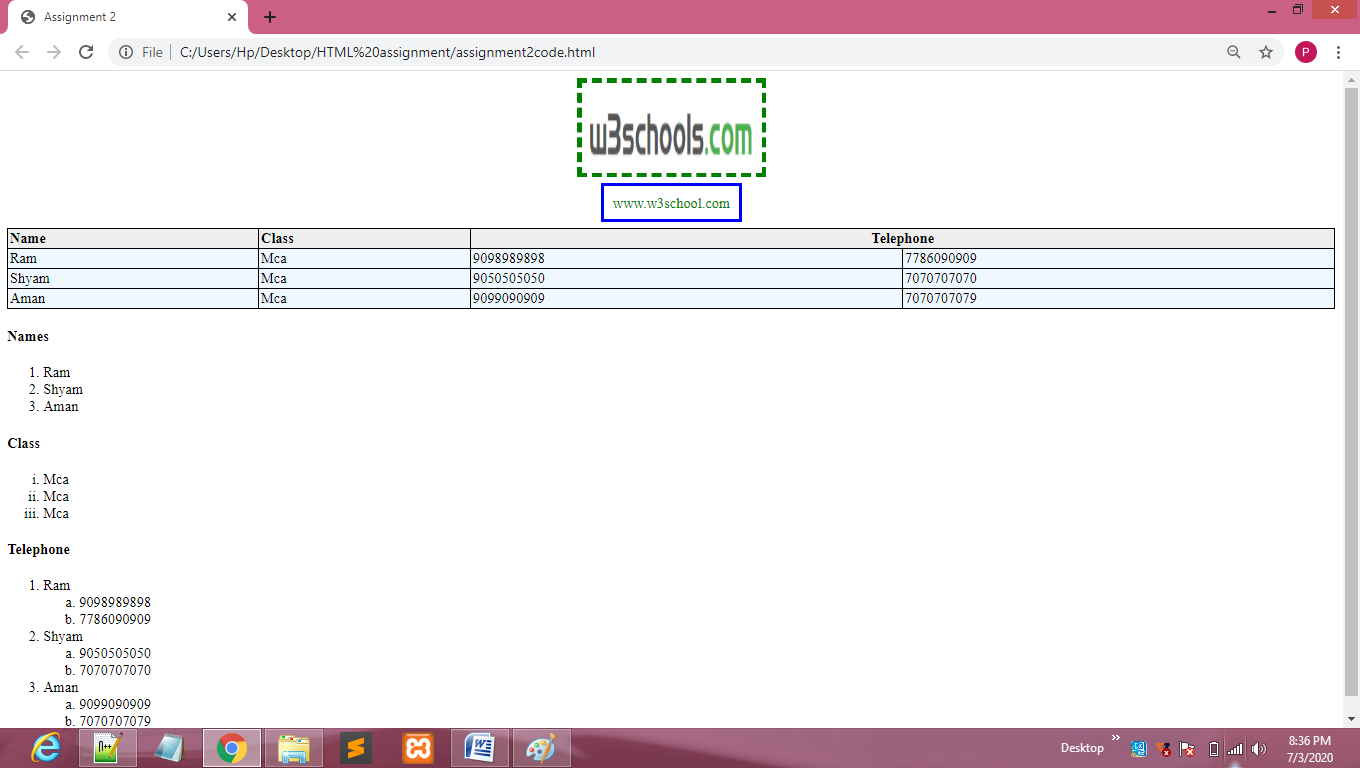 Assignment 2
File C:/Users/Hp/Desktop/HTML%20assignment/assignment2code.html
P
w3schools.com
www.w3school.com
Name Class Telephone
Ram Mca 9098989898 7786090909
Shyam Mca 9050505050 7070707070
Aman Mca 9099090909 7070707079
Names
1. Ram
2. Shyam
3. Aman
Class
i. Mca
ii. Mca
iii. Mca
Telephone
1. Ram
a. 9098989898
b. 7786090909
2. Shyam
a. 9050505050
b. 7070707070
3. Aman
a. 9099090909
b. 7070707079
Desktop
8:36 PM
7/3/2020